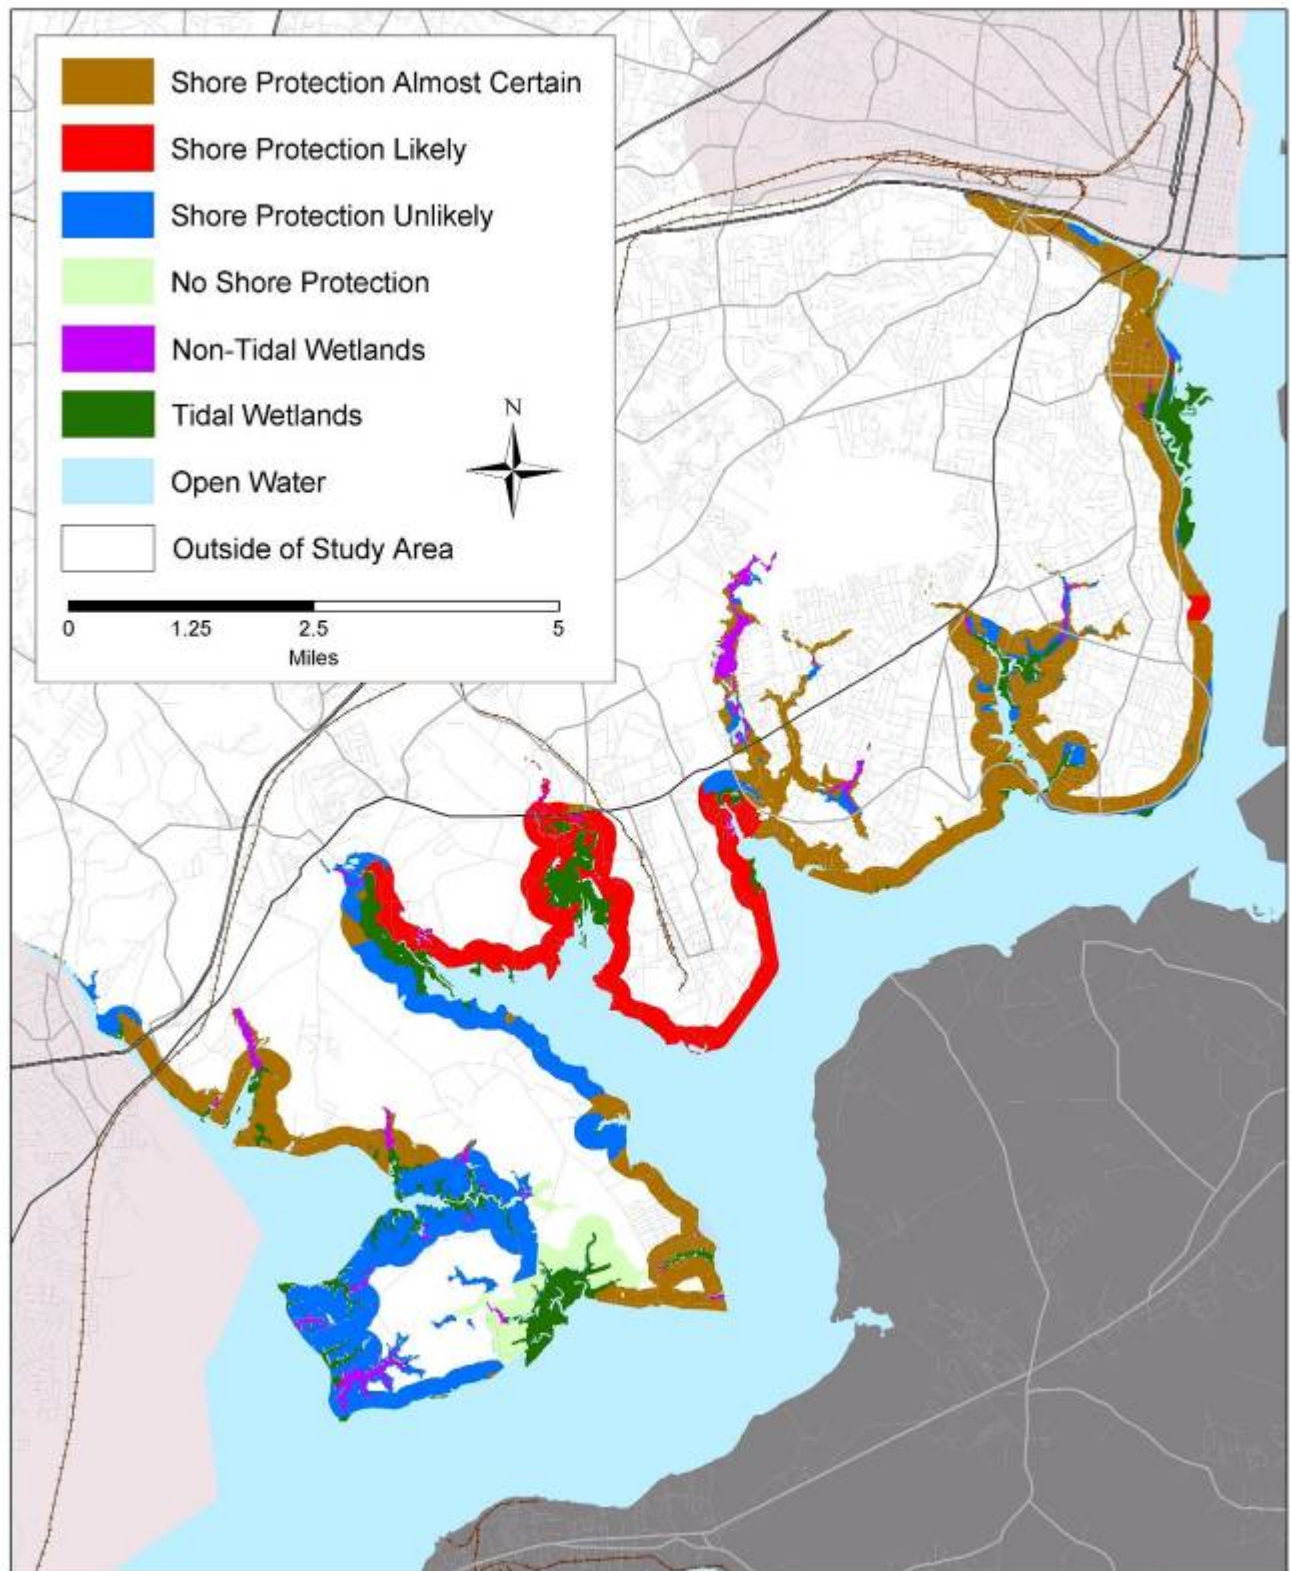 Shore Protection Almost Certain
Shore Protection Likely
Shore Protection Unlikely
No Shore Protection
Non-Tidal Wetlands
Tidal Wetlands
N
Open Water
Outside of Study Area
0 1.25 2.5 5
Miles